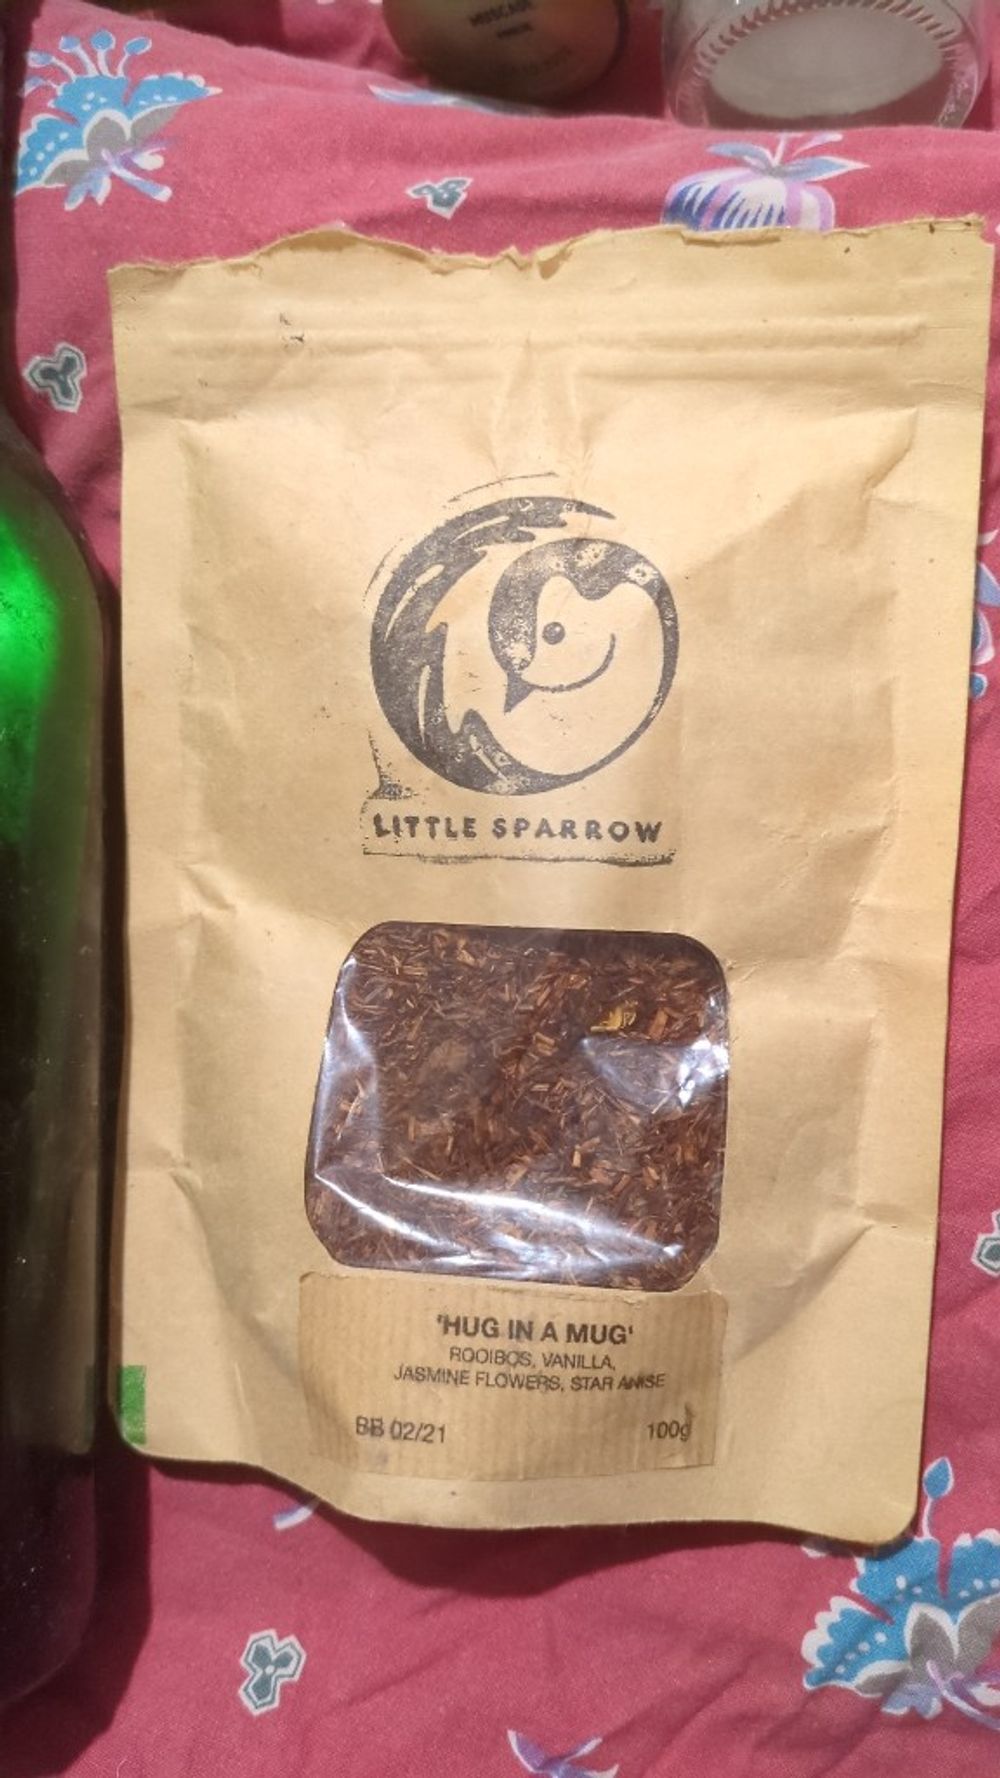 LITTLE SPARROW
'HUG IN A MUG'
ROOIBOS, VANILLA,
JASMINE FLOWERS, STAR ANISE
BB 02/21 100g